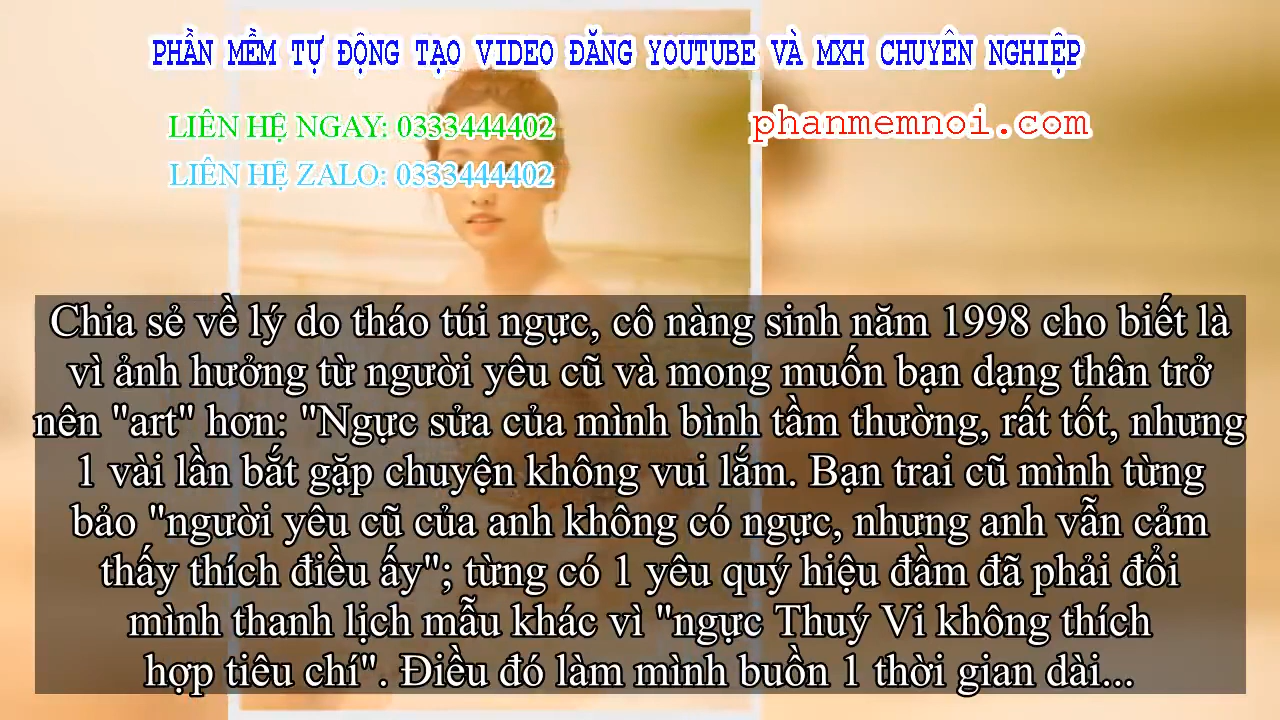 PHẦN MỀM TỰ ĐỘNG TẠO VIDEO ĐĂNG YOUTUBE VÀ MXH CHUYÊN NGHIỆP
LIÊN HỆ NGAY: 0333444402
phanmemnoi.com
LIÊN HỆ ZALO: 0333444402
Chia sẻ về lý do tháo túi ngực, cô nàng sinh năm 1998 cho biết là
vì ảnh hưởng từ người yêu cũ và mong muốn bạn dạng thân trở
nên "art" hơn: "Ngực sửa của mình bình tầm thường, rất tốt, nhưng
1 vài lần bắt gặp chuyện không vui lắm. Bạn trai cũ mình từng
bảo "người yêu cũ của anh không có ngực, nhưng anh vẫn cảm
thấy thích điều ấy"; từng có 1 yêu quý hiệu đầm đã phải đổi
mình thanh lịch mẫu khác vì "ngực Thuý Vi không thích
hợp tiêu chí". Điều đó làm mình buồn 1 thời gian dài...